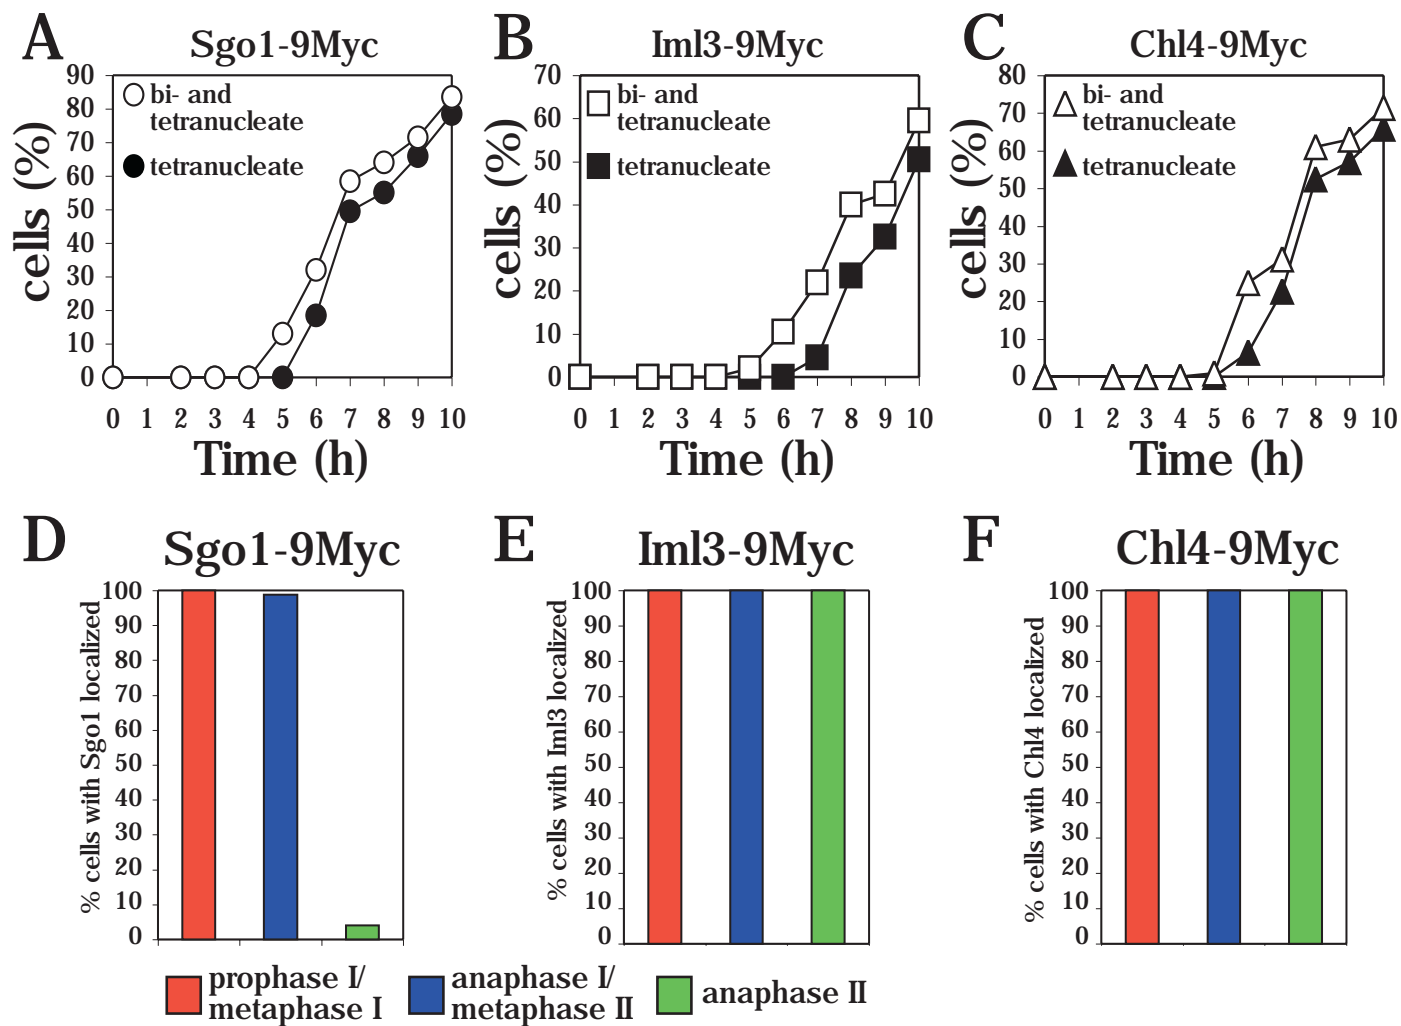 A
Sgo1-9Myc
cells (%)
90
80
70
60
50
40
30
20
10
0
bi- and
tetranucleate
tetranucleate
0 1 2 3 4 5 6 7 8 9 10
Time (h)
B
Iml3-9Myc
cells (%)
70
60
50
40
30
20
10
0
bi- and
tetranucleate
tetranucleate
0 1 2 3 4 5 6 7 8 9 10
Time (h)
C
Chl4-9Myc
cells (%)
80
70
60
50
40
30
20
10
0
bi- and
tetranucleate
tetranucleate
0 1 2 3 4 5 6 7 8 9 10
Time (h)
D
Sgo1-9Myc
% cells with Sgo1 localized
100
90
80
70
60
50
40
30
20
10
0
E
Iml3-9Myc
% cells with Iml3 localized
100
90
80
70
60
50
40
30
20
10
0
F
Chl4-9Myc
% cells with Chl4 localized
100
90
80
70
60
50
40
30
20
10
0
prophase I/
metaphase I
anaphase I/
metaphase II
anaphase II